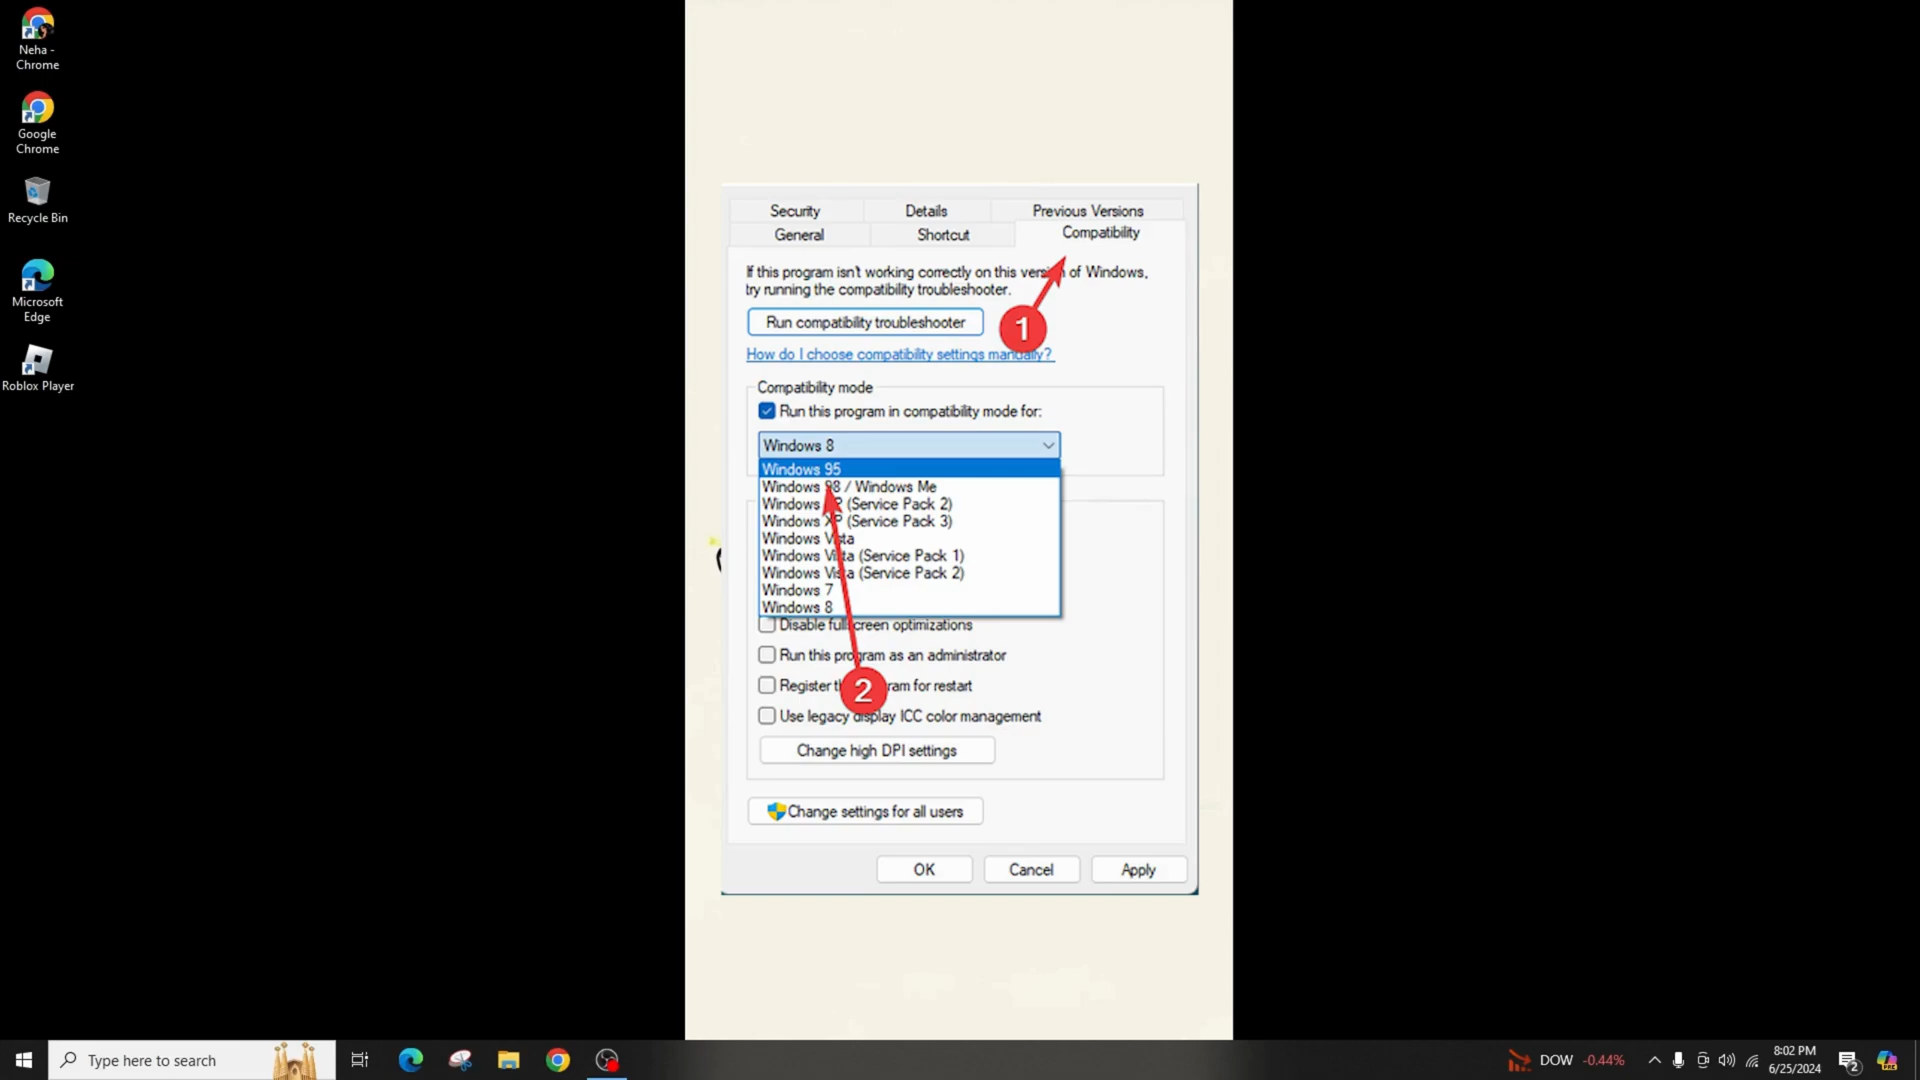 Neha -
Chrome
Google
Chrome
Recycle Bin
Microsoft
Edge
Roblox Player
Security
Details
Previous Versions
General
Shortcut
Compatibility
If this program isn't working correctly on this version of Windows,
try running the compatibility troubleshooter.
Run compatibility troubleshooter
1
How do I choose compatibility settings manually?
Compatibility mode
Run this program in compatibility mode for:
Windows 8
Windows 95
Windows 98 / Windows Me
Windows XP (Service Pack 2)
Windows XP (Service Pack 3)
Windows Vista
Windows Vista (Service Pack 1)
Windows Vista (Service Pack 2)
Windows 7
Windows 8
Disable fullscreen optimizations
Run this program as an administrator
Register this program for restart
2
Use legacy display ICC color management
Change high DPI settings
Change settings for all users
OK
Cancel
Apply
Type here to search
DOW -0.44%
8:02 PM
6/25/2024
2
PRE